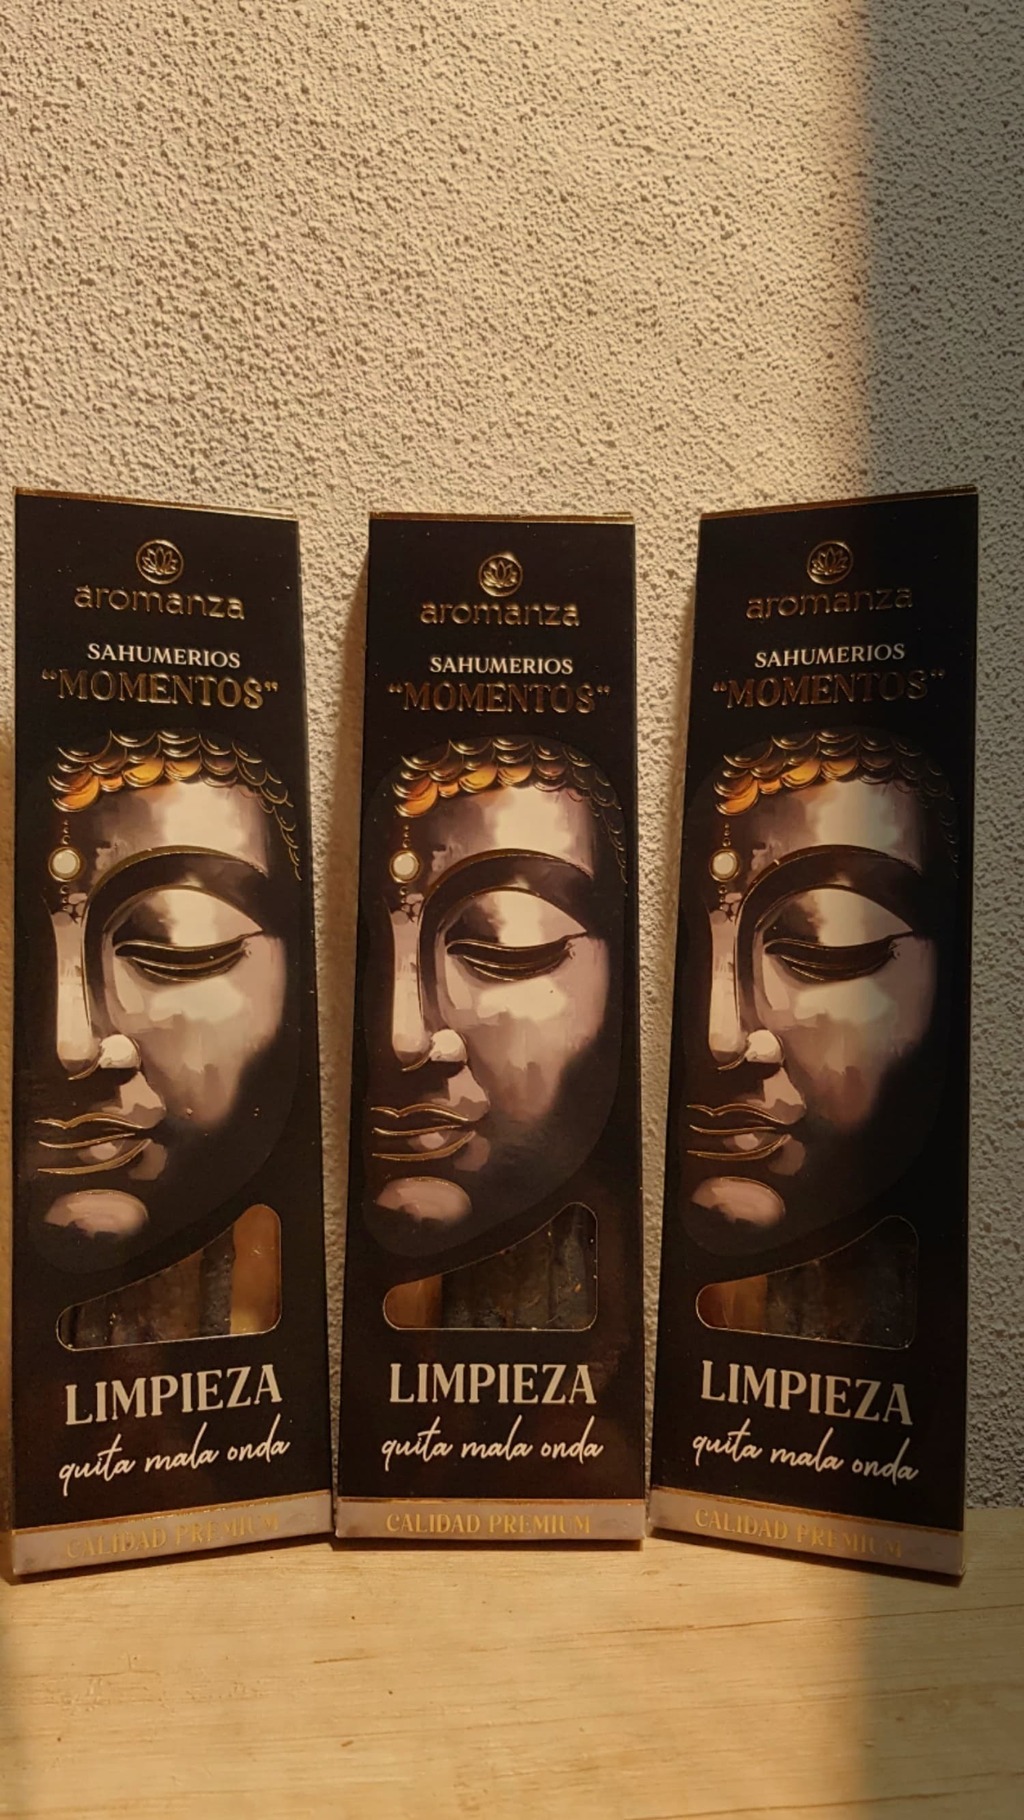 aromanza
SAHUMERIOS
"MOMENTOS"
LIMPIEZA
quita mala onda
CALIDAD PREMIUM
aromanza
SAHUMERIOS
"MOMENTOS"
LIMPIEZA
quita mala onda
CALIDAD PREMIUM
aromanza
SAHUMERIOS
"MOMENTOS"
LIMPIEZA
quita mala onda
CALIDAD PREMIUM